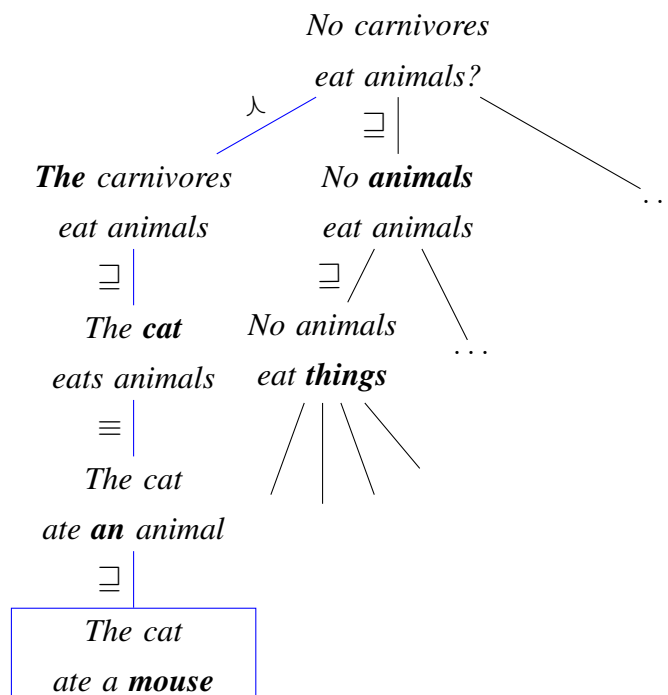 No carnivores
eat animals?
⋏
⊒
The carnivores
eat animals
No animals
eat animals
. .
⊒
⊒
The cat
eats animals
No animals
eat things
. . .
≡
The cat
ate an animal
⊒
The cat
ate a mouse